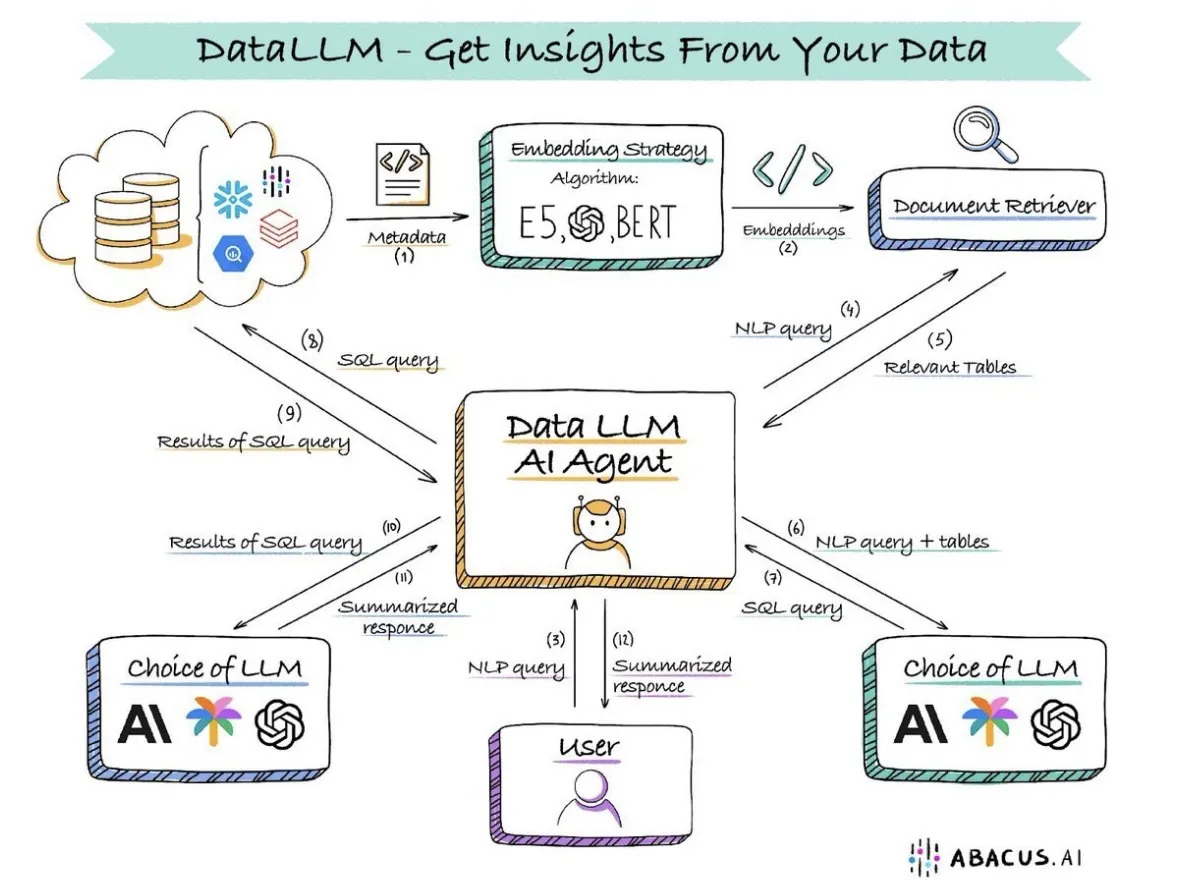 DataLLM - Get Insights From Your Data
</>
Metadata
(1)
Embedding Strategy
Algorithm:
E5, , BERT
</>
Embedddings
(2)
Document Retriever
(8)
SQL query
(9)
Results of SQL query
NLP query
(4)
(5)
Relevant Tables
Data LLM
AI Agent
(10)
Results of SQL query
(11)
Summarized
responce
(6)
NLP query + tables
(7)
SQL query
(3)
NLP query
(12)
Summarized
responce
Choice of LLM
AI
User
Choice of LLM
AI
ABACUS.AI